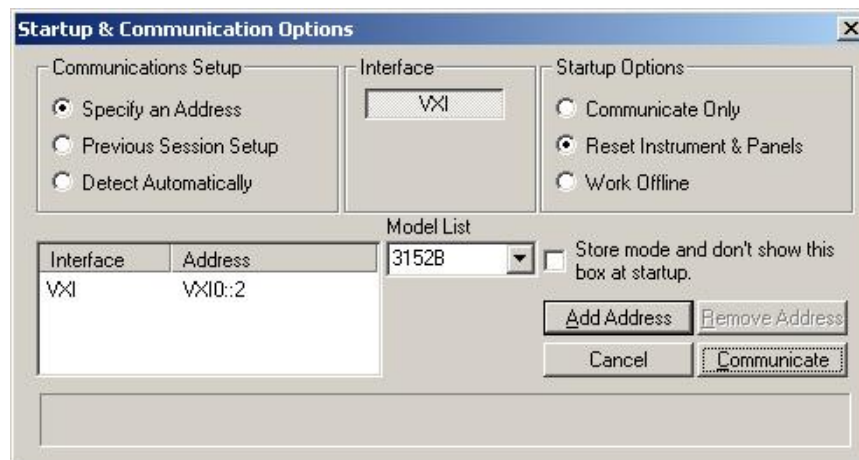 Startup & Communication Options
Communications Setup
Specify an Address
Previous Session Setup
Detect Automatically
Interface
VXI
Startup Options
Communicate Only
Reset Instrument & Panels
Work Offline
Interface Address
VXI VXI0::2
Model List
3152B
Store mode and don't show this
box at startup.
Add Address
Remove Address
Cancel
Communicate